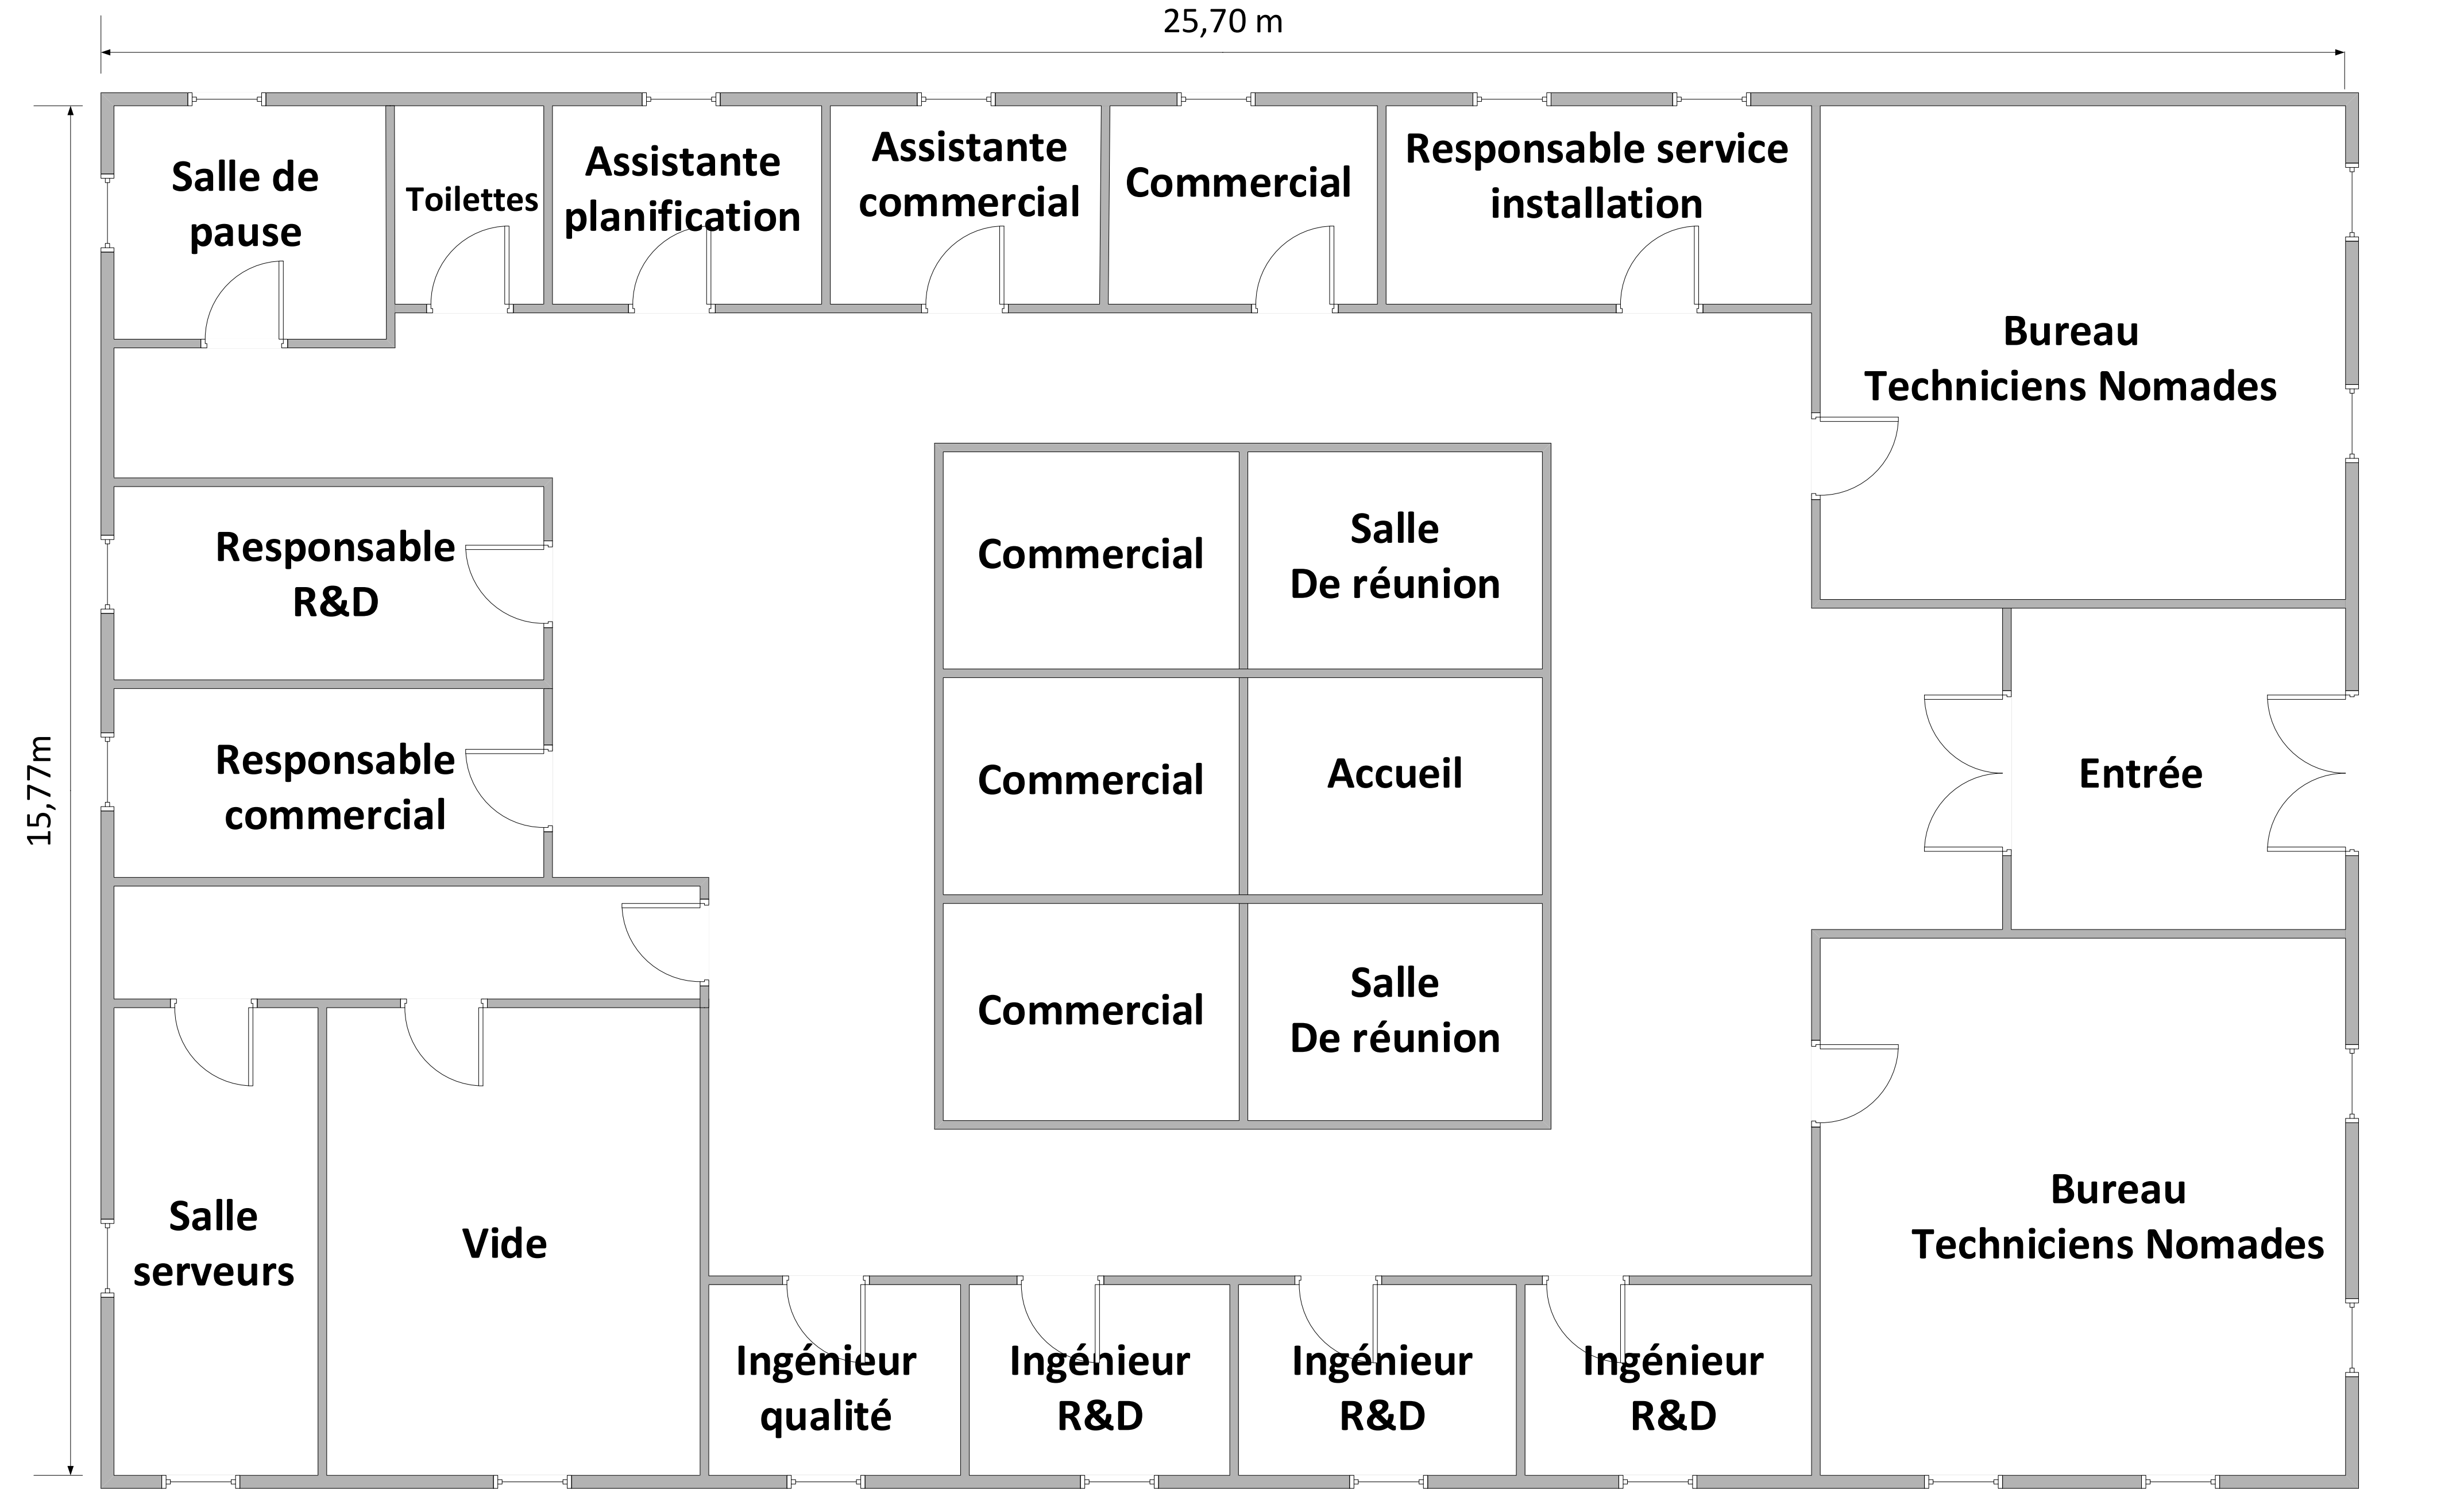 25,70 m
Salle de
pause
Toilettes
Assistante
planification
Assistante
commercial
Commercial
Responsable service
installation
Bureau
Techniciens Nomades
Responsable
R&D
Commercial
Salle
De réunion
15,77m
Responsable
commercial
Commercial
Accueil
Entrée
Commercial
Salle
De réunion
Salle
serveurs
Vide
Bureau
Techniciens Nomades
Ingénieur
qualité
Ingénieur
R&D
Ingénieur
R&D
Ingénieur
R&D